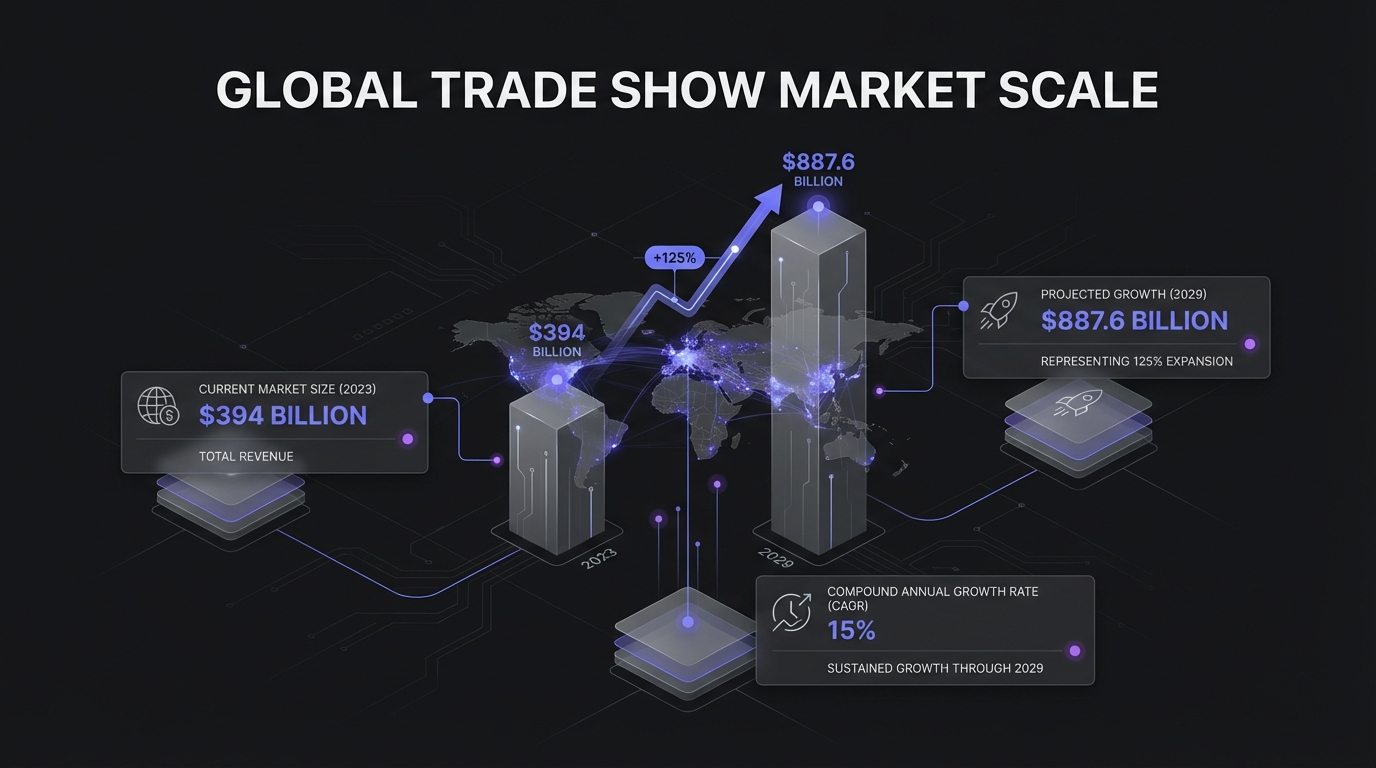 GLOBAL TRADE SHOW MARKET SCALE
$887.6
BILLION
+125%
$394
BILLION
PROJECTED GROWTH (2029)
$887.6 BILLION
REPRESENTING 125% EXPANSION
CURRENT MARKET SIZE (2023)
$394 BILLION
TOTAL REVENUE
2023
2029
COMPOUND ANNUAL GROWTH RATE
(CAGR)
15%
SUSTAINED GROWTH THROUGH 2029